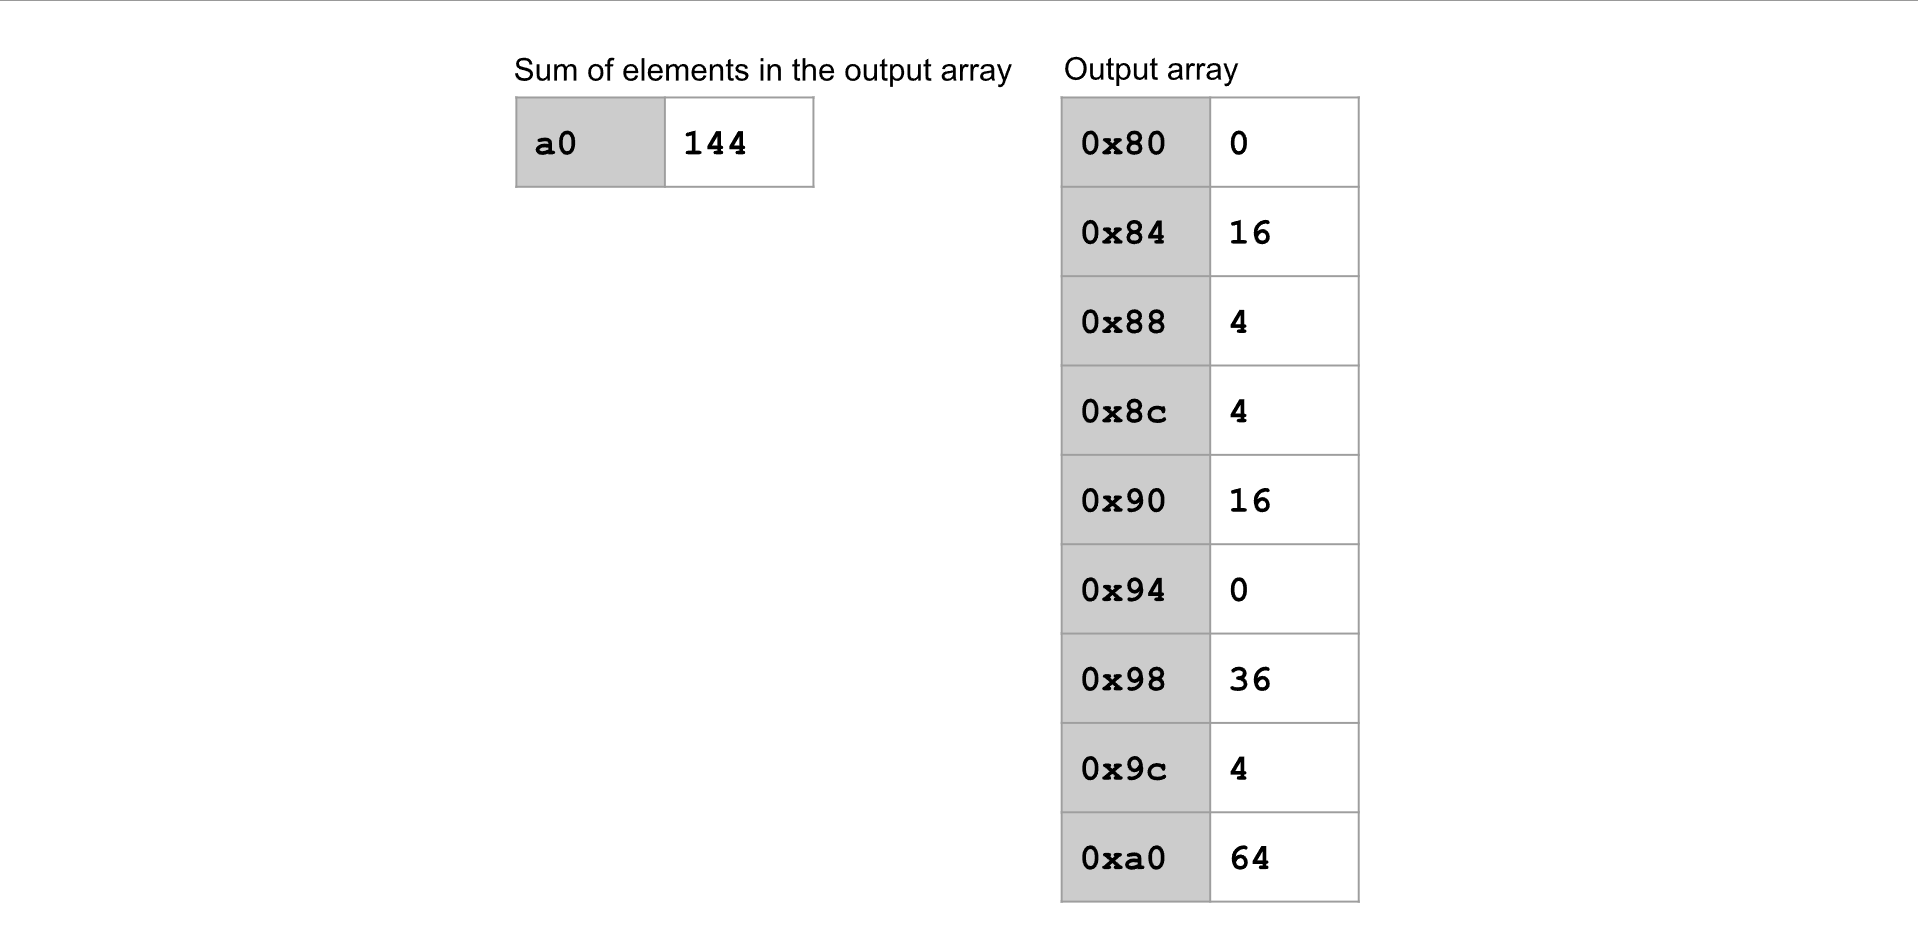 Sum of elements in the output array
a0 144
Output array
0x80 0
0x84 16
0x88 4
0x8c 4
0x90 16
0x94 0
0x98 36
0x9c 4
0xa0 64